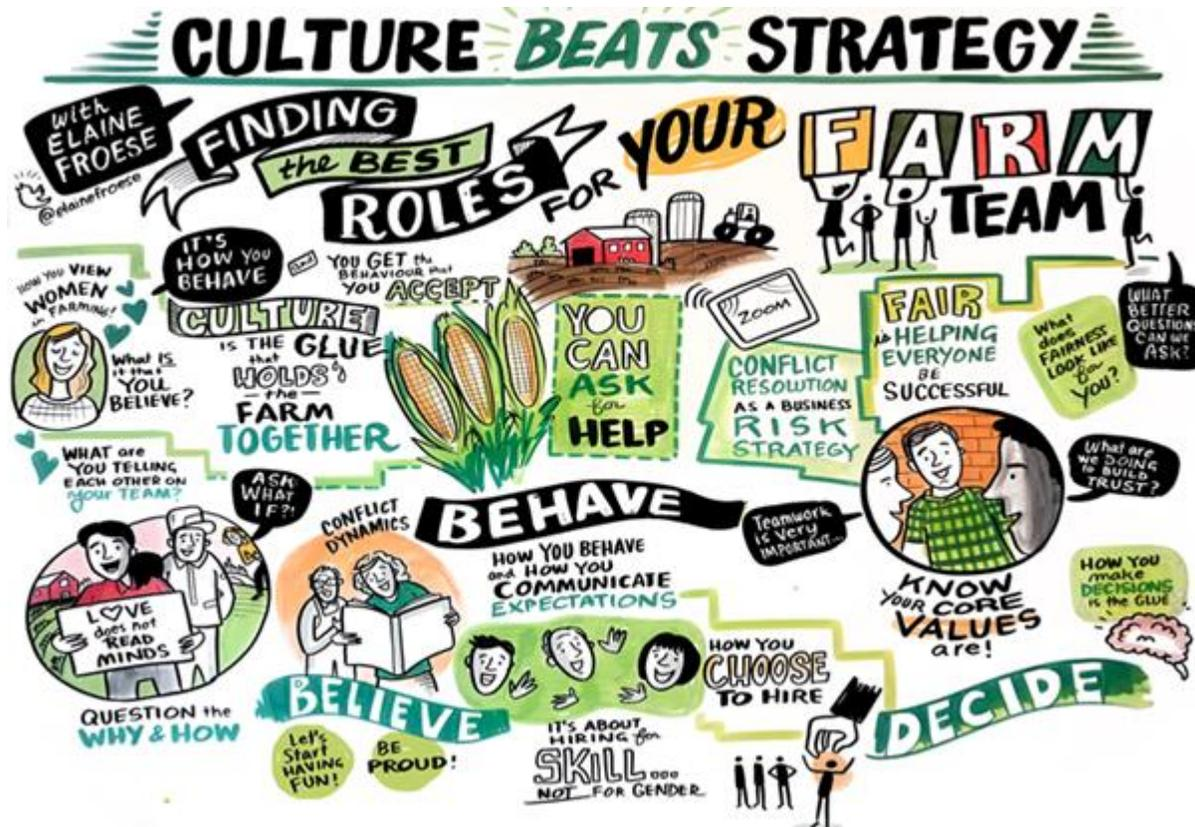 CULTURE BEATS STRATEGY
with
ELAINE
FROESE
@elainefroese
FINDING
the BEST
ROLES
FOR
YOUR
FARM
TEAM
HOW YOU VIEW
WOMEN
in FARMING!
What IS
it that
YOU
BELIEVE?
IT'S
HOW YOU
BEHAVE
and
YOU GET the
BEHAVIOUR that
YOU ACCEPT
CULTURE
IS THE GLUE
that
HOLDS
the
FARM
TOGETHER
YOU
CAN
ASK
for
HELP
ZOOM
CONFLICT
RESOLUTION
AS A BUSINESS
RISK
STRATEGY
FAIR
is HELPING
EVERYONE
BE
SUCCESSFUL
What
does
FAIRNESS
LOOK LIKE
for
YOU?
WHAT
BETTER
QUESTION
CAN WE
ASK?
WHAT are
YOU TELLING
EACH OTHER ON
your TEAM?
ASK
WHAT
IF?!
LOVE
does not
READ
MINDS
QUESTION the
WHY & HOW
CONFLICT
DYNAMICS
BELIEVE
Let's
Start
HAVING
FUN!
BE
PROUD!
BEHAVE
HOW YOU BEHAVE
and HOW YOU
COMMUNICATE
EXPECTATIONS
IT'S ABOUT
HIRING for
SKILL...
NOT FOR GENDER
HOW YOU
CHOOSE
TO HIRE
Teamwork
is Very
IMPORTANT...
What are
we DOING
to BUILD
TRUST?
KNOW
YOUR CORE
VALUES
are!
HOW YOU
make
DECISIONS
is the GLUE
DECIDE